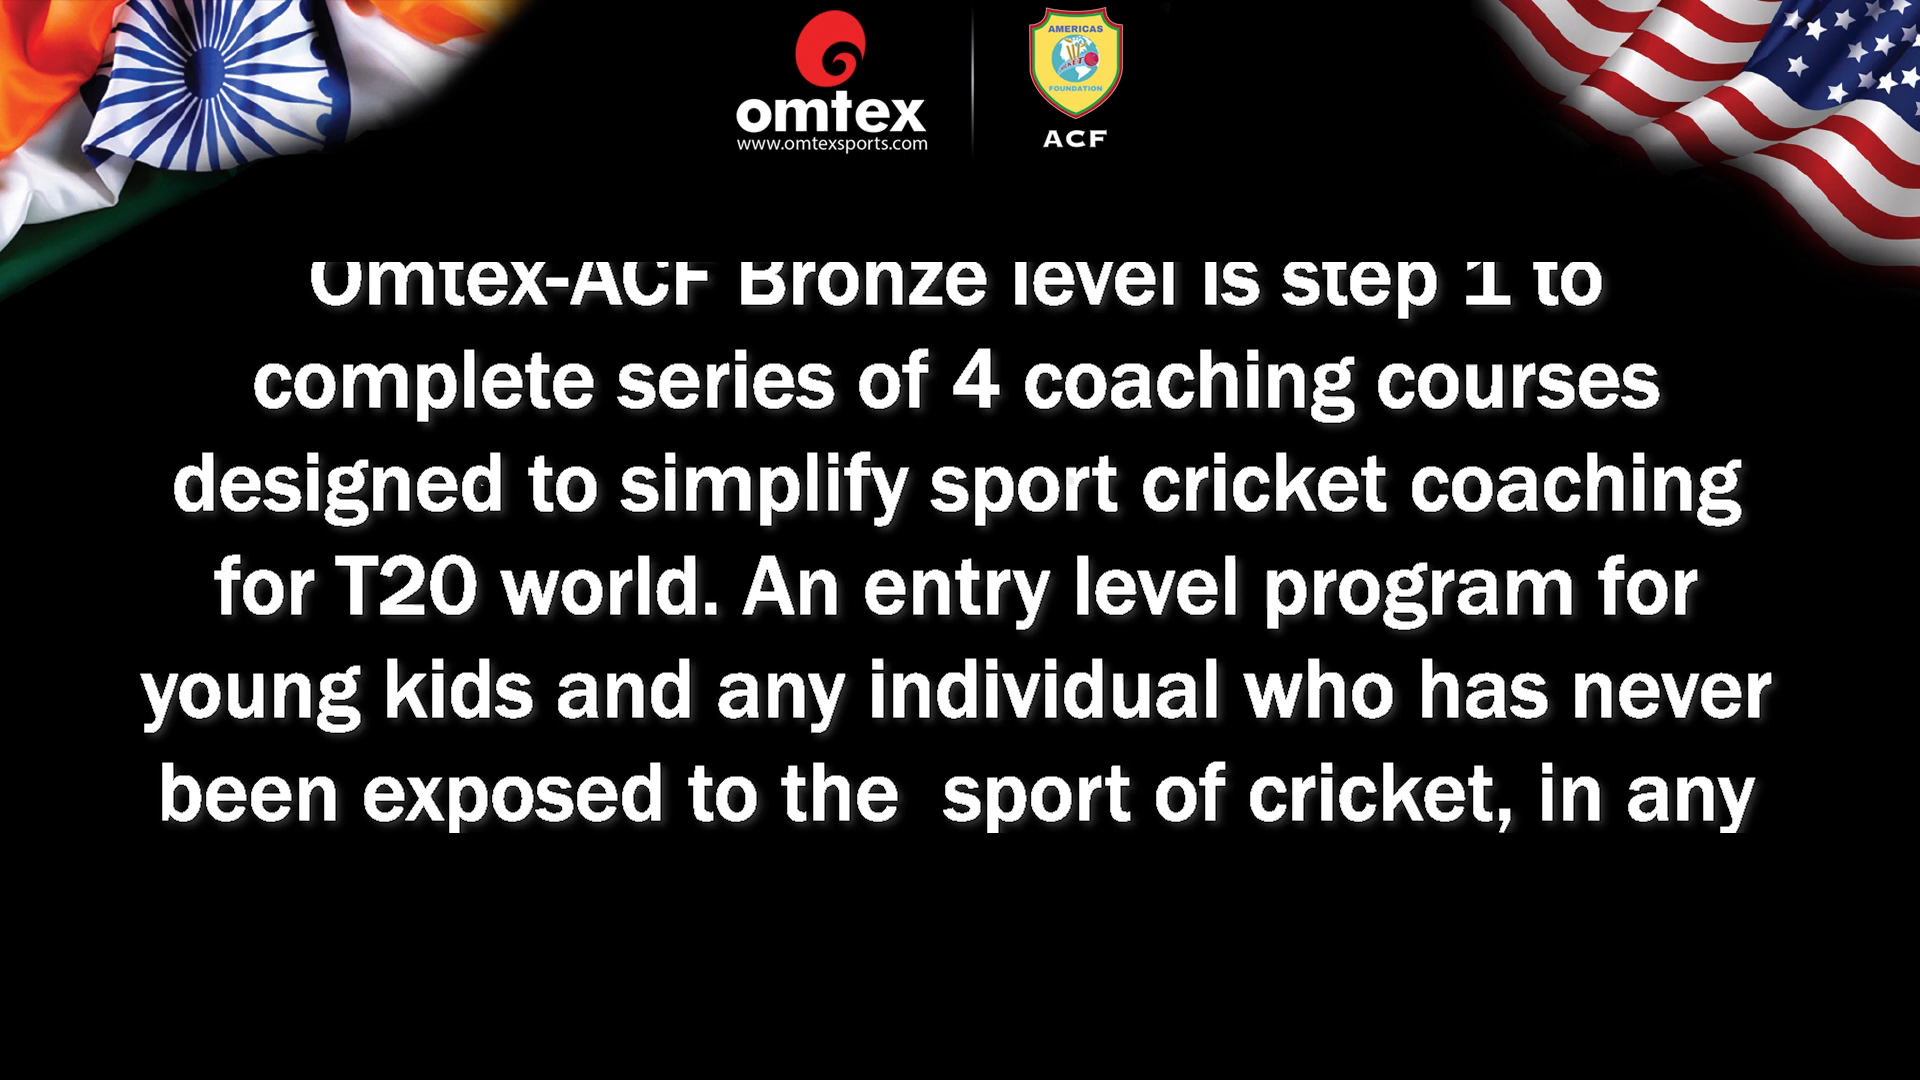 omtex
www.omtexsports.com
AMERICAS
CRICKET
FOUNDATION
ACF
Omtex-ACF Bronze level is step 1 to
complete series of 4 coaching courses
designed to simplify sport cricket coaching
for T20 world. An entry level program for
young kids and any individual who has never
been exposed to the  sport of cricket, in any